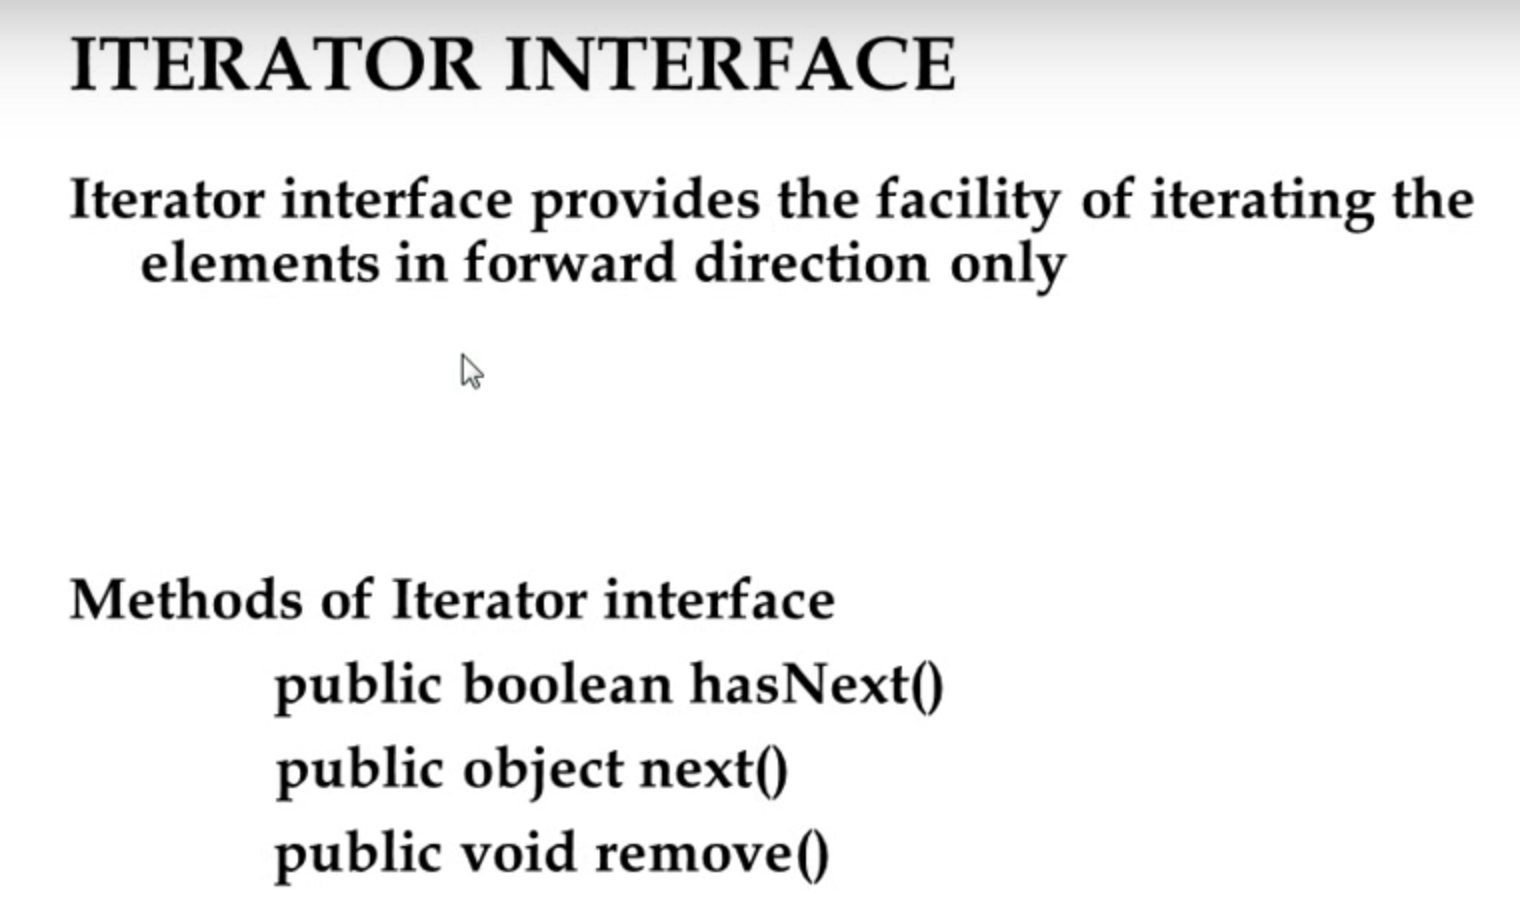 ITERATOR INTERFACE
Iterator interface provides the facility of iterating the
elements in forward direction only
Methods of Iterator interface
public boolean hasNext()
public object next()
public void remove()